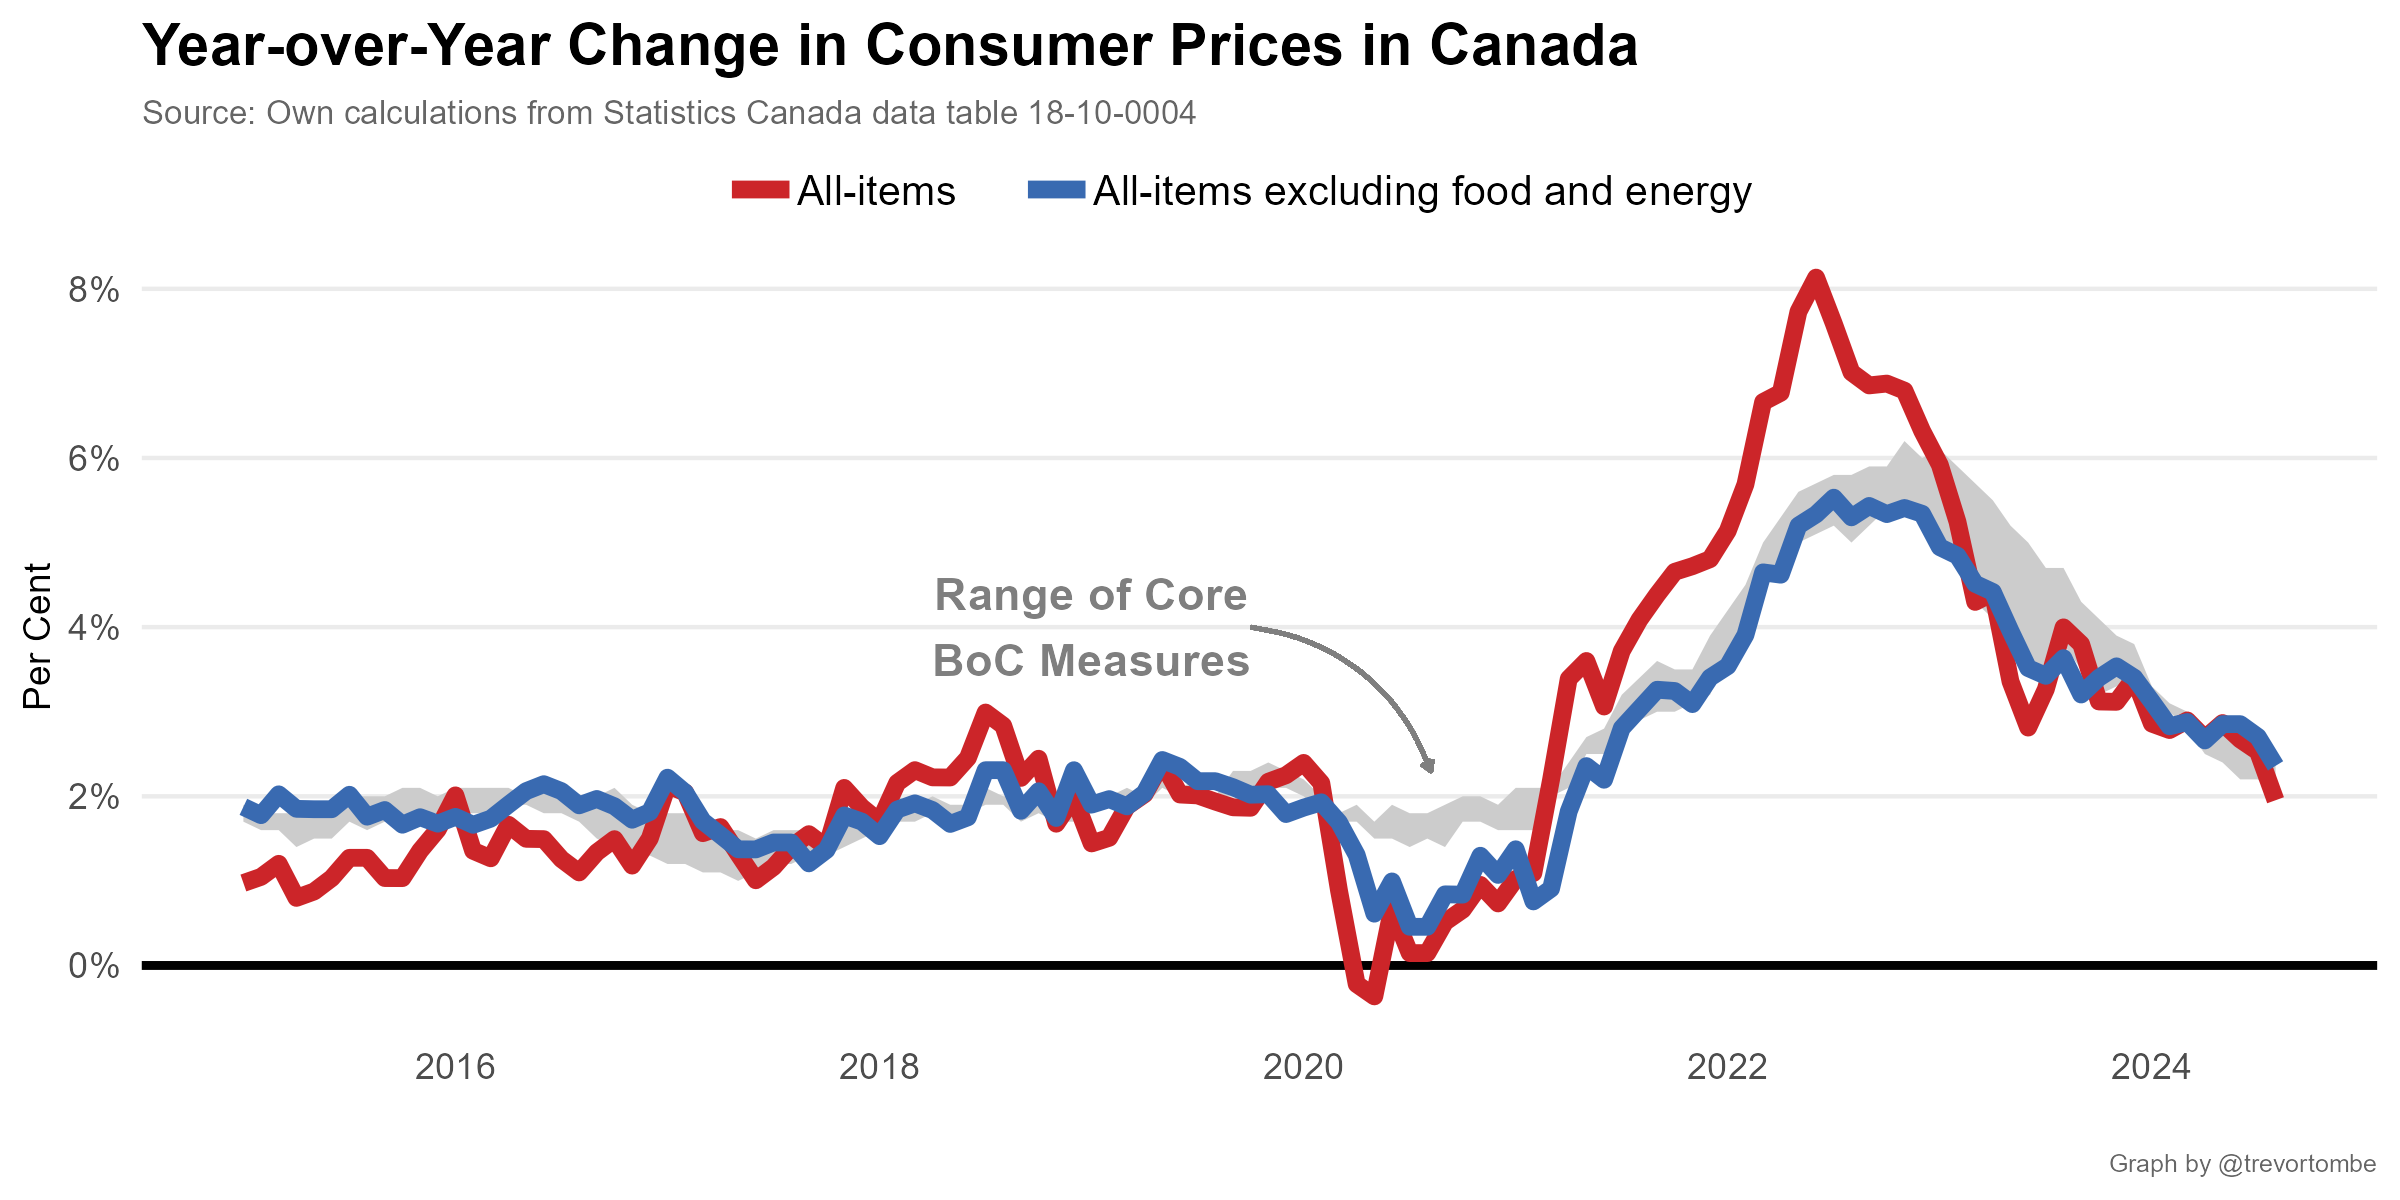 Year-over-Year Change in Consumer Prices in Canada
Source: Own calculations from Statistics Canada data table 18-10-0004
All-items
All-items excluding food and energy
Per Cent
8%
6%
4%
2%
0%
Range of Core
BoC Measures
2016
2018
2020
2022
2024
Graph by @trevortombe